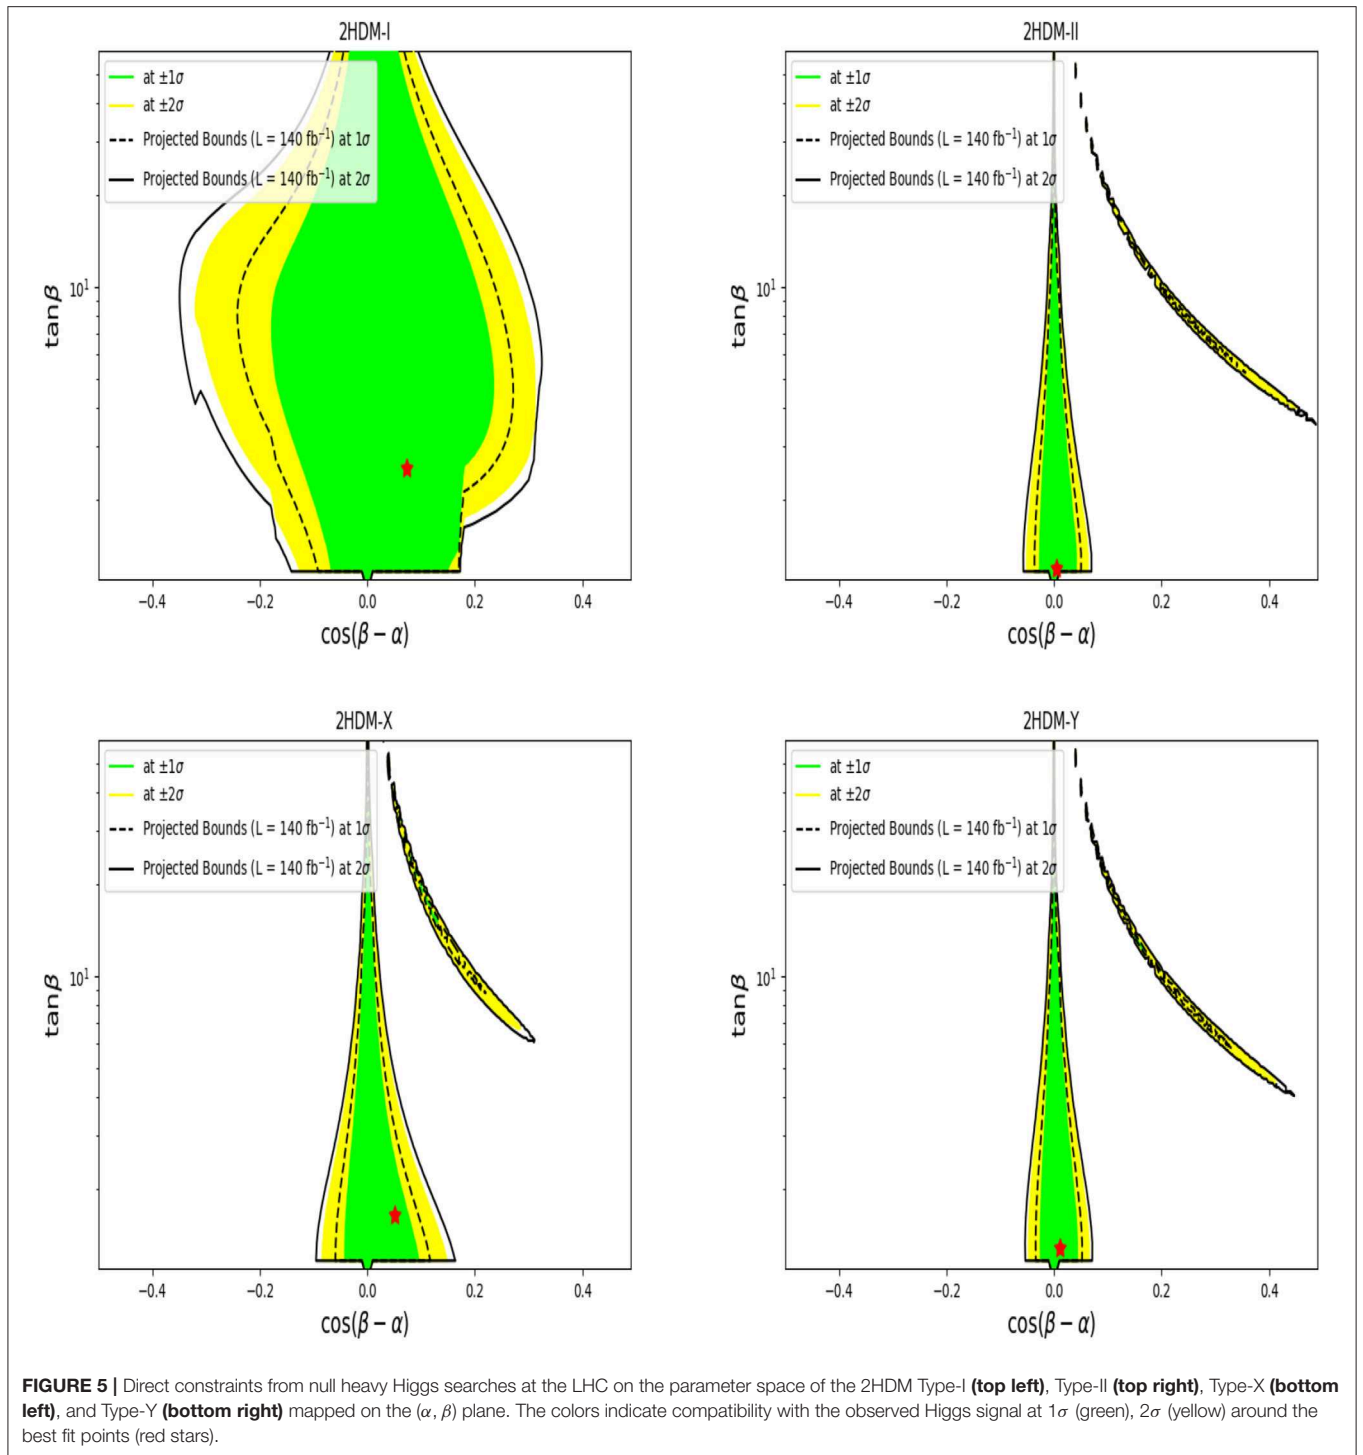 2HDM-I
at ±1σ
at ±2σ
Projected Bounds (L = 140 fb⁻¹) at 1σ
Projected Bounds (L = 140 fb⁻¹) at 2σ
tanβ
10¹
−0.4 −0.2 0.0 0.2 0.4
cos(β − α)
2HDM-II
at ±1σ
at ±2σ
Projected Bounds (L = 140 fb⁻¹) at 1σ
Projected Bounds (L = 140 fb⁻¹) at 2σ
tanβ
10¹
−0.4 −0.2 0.0 0.2 0.4
cos(β − α)
2HDM-X
at ±1σ
at ±2σ
Projected Bounds (L = 140 fb⁻¹) at 1σ
Projected Bounds (L = 140 fb⁻¹) at 2σ
tanβ
10¹
−0.4 −0.2 0.0 0.2 0.4
cos(β − α)
2HDM-Y
at ±1σ
at ±2σ
Projected Bounds (L = 140 fb⁻¹) at 1σ
Projected Bounds (L = 140 fb⁻¹) at 2σ
tanβ
10¹
−0.4 −0.2 0.0 0.2 0.4
cos(β − α)
FIGURE 5 | Direct constraints from null heavy Higgs searches at the LHC on the parameter space of the 2HDM Type-I (top left), Type-II (top right), Type-X (bottom
left), and Type-Y (bottom right) mapped on the (α, β) plane. The colors indicate compatibility with the observed Higgs signal at 1σ (green), 2σ (yellow) around the
best fit points (red stars).